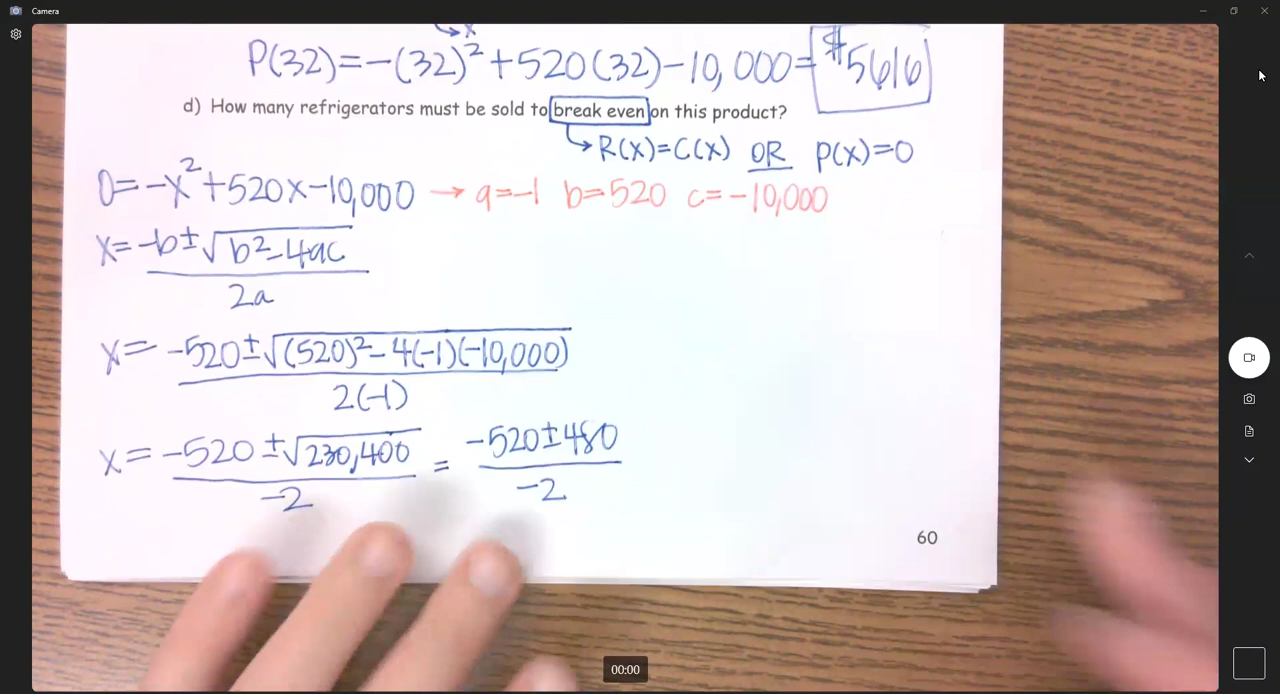 Camera
x
P(32)=-(32)²+520(32)-10,000=$5616
d) How many refrigerators must be sold to break even on this product?
R(x)=C(x) OR P(x)=0
0=-x²+520x-10,000 → a=-1 b=520 c=-10,000
x=-b±√b²-4ac
2a
x= -520±√(520)²-4(-1)(-10,000)
2(-1)
x= -520±√230,400 = -520±480
-2 -2
60
00:00